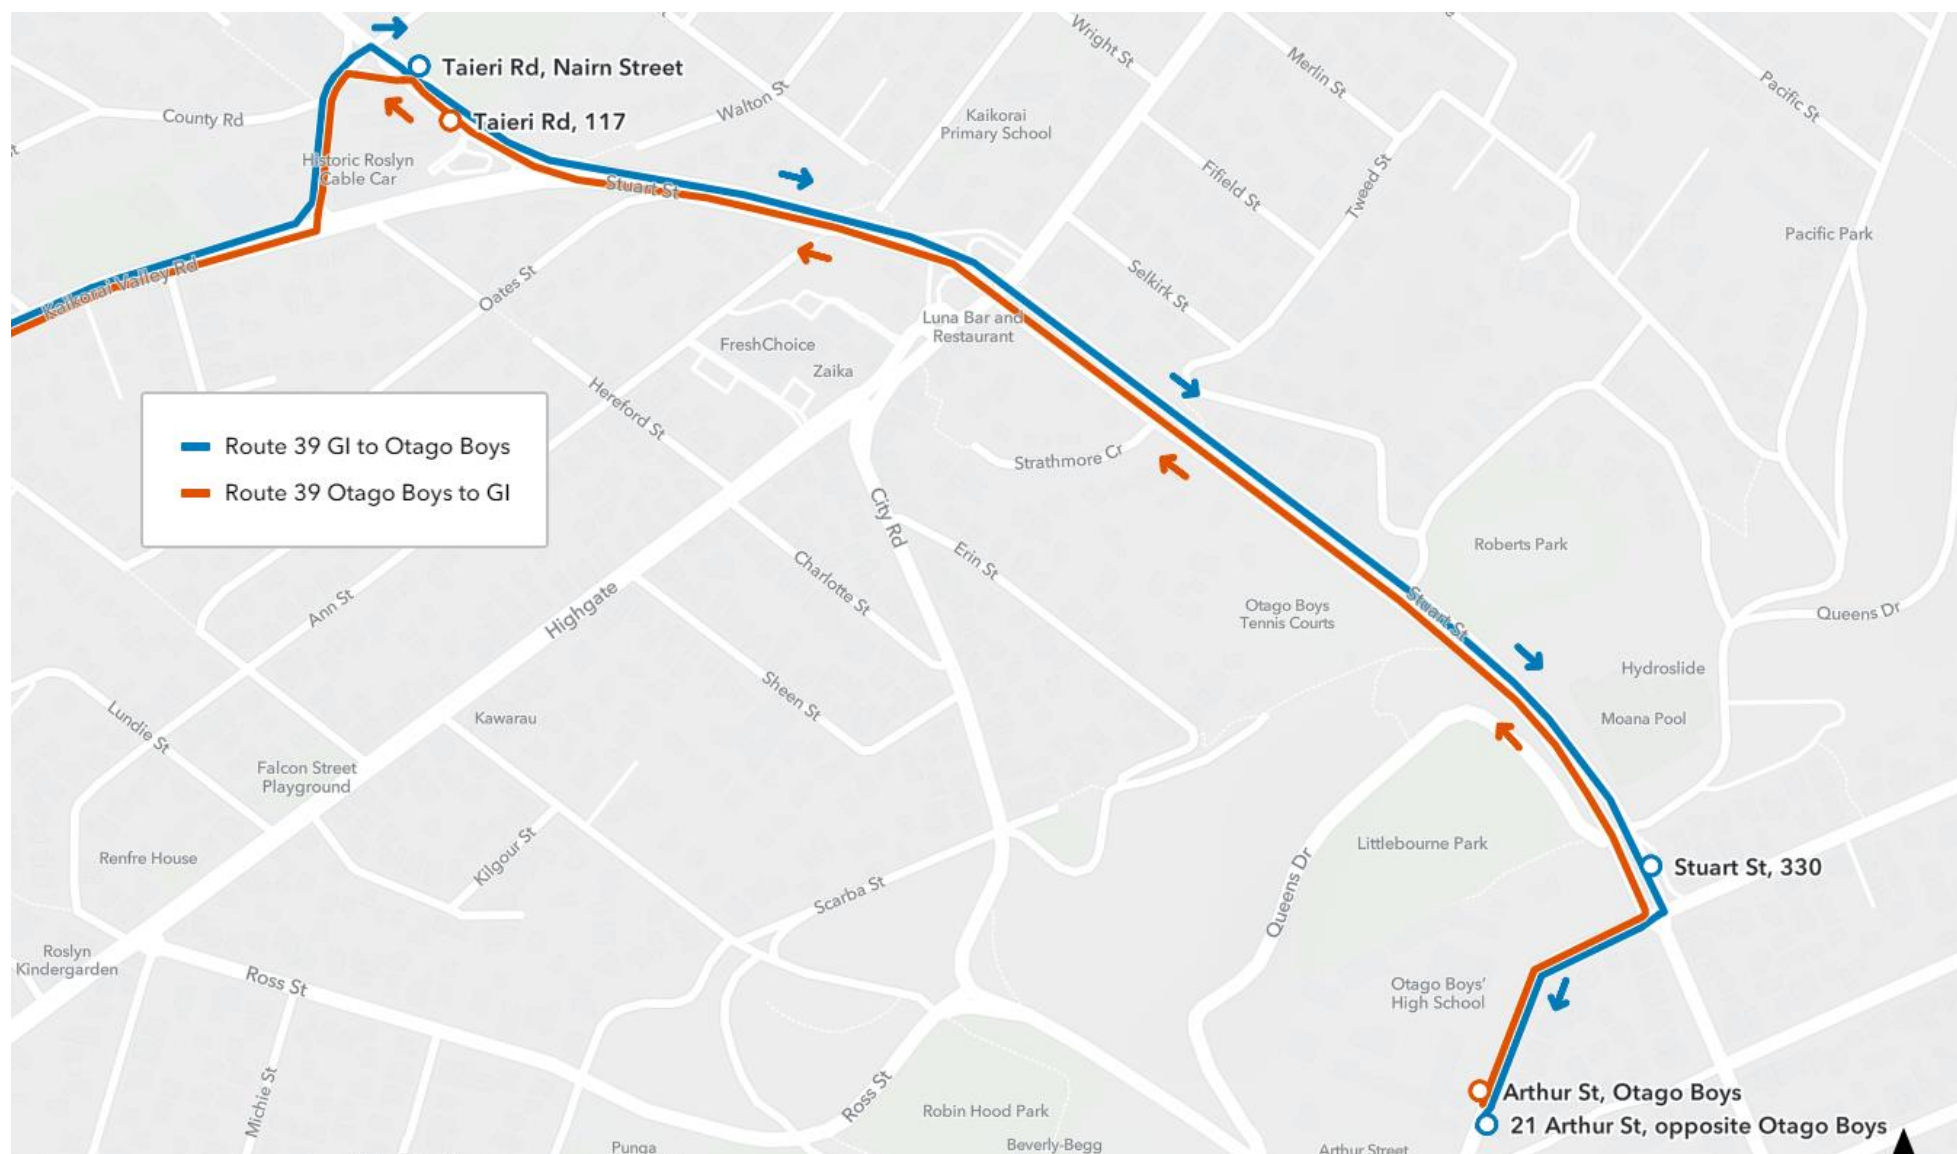 Taieri Rd, Nairn Street
Taieri Rd, 117
County Rd
Historic Roslyn
Cable Car
Walton St
Wright St
Kaikorai
Primary School
Merlin St
Pacific St
Fifield St
Tweed St
Pacific Park
Stuart St
Kaikorai Valley Rd
Oates St
Selkirk St
Luna Bar and
Restaurant
FreshChoice
Zaika
Hereford St
Route 39 GI to Otago Boys
Route 39 Otago Boys to GI
Strathmore Cr
City Rd
Erin St
Charlotte St
Roberts Park
Ann St
Highgate
Otago Boys
Tennis Courts
Stuart St
Queens Dr
Hydroslide
Moana Pool
Sheen St
Lundie St
Kawarau
Falcon Street
Playground
Renfre House
Kilgour St
Littlebourne Park
Stuart St, 330
Scarba St
Queens Dr
Roslyn
Kindergarden
Ross St
Otago Boys'
High School
Michie St
Ross St
Robin Hood Park
Arthur St, Otago Boys
21 Arthur St, opposite Otago Boys
Punga
Beverly-Begg
Arthur Street